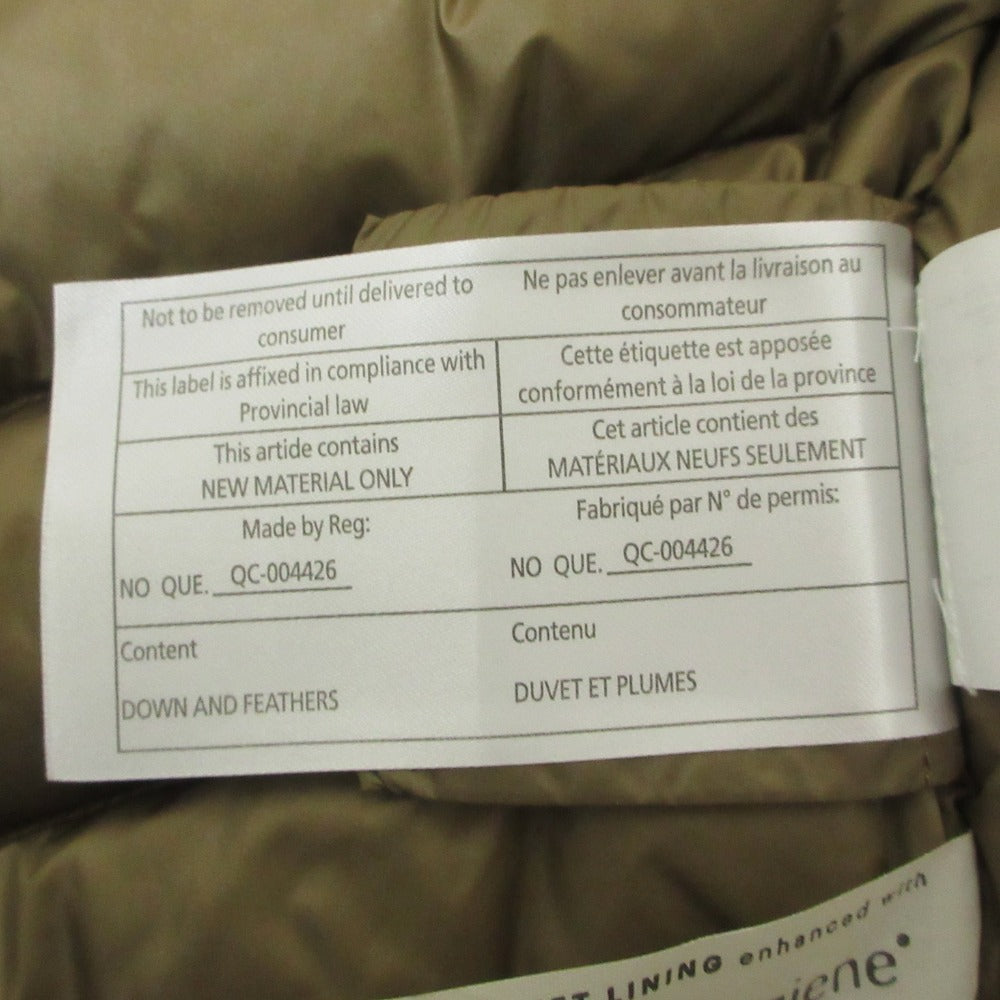 Not to be removed until delivered to
consumer
Ne pas enlever avant la livraison au
consommateur
This label is affixed in compliance with
Provincial law
Cette étiquette est apposée
conformément à la loi de la province
This artide contains
NEW MATERIAL ONLY
Cet article contient des
MATÉRIAUX NEUFS SEULEMENT
Made by Reg:
NO QUE. QC-004426
Fabriqué par N° de permis:
NO QUE. QC-004426
Content
DOWN AND FEATHERS
Contenu
DUVET ET PLUMES
LINING enhanced with